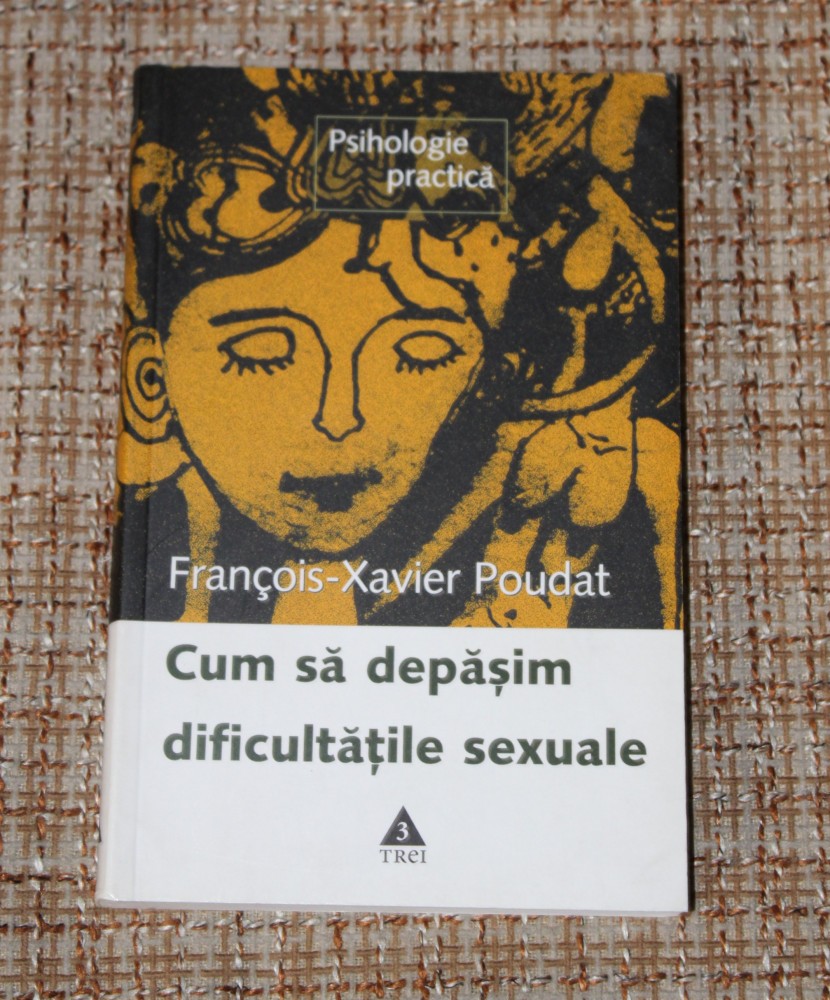 Psihologie
practică
François-Xavier Poudat
Cum să depășim
dificultățile sexuale
3
TREI